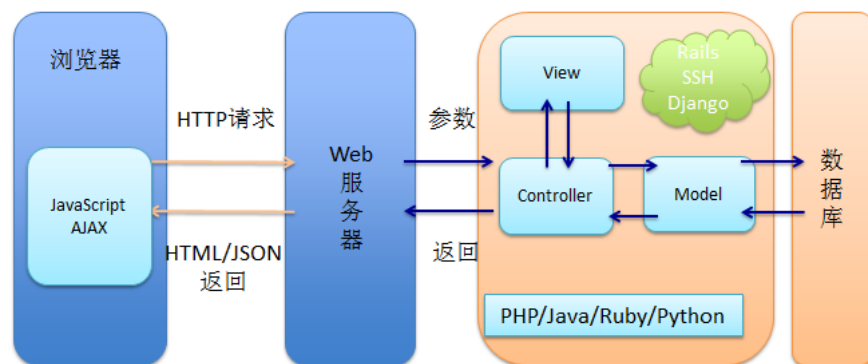 浏览器
JavaScript
AJAX
HTTP请求
HTML/JSON
返回
Web
服
务
器
参数
返回
View
Rails
SSH
Django
Controller
Model
PHP/Java/Ruby/Python
数
据
库